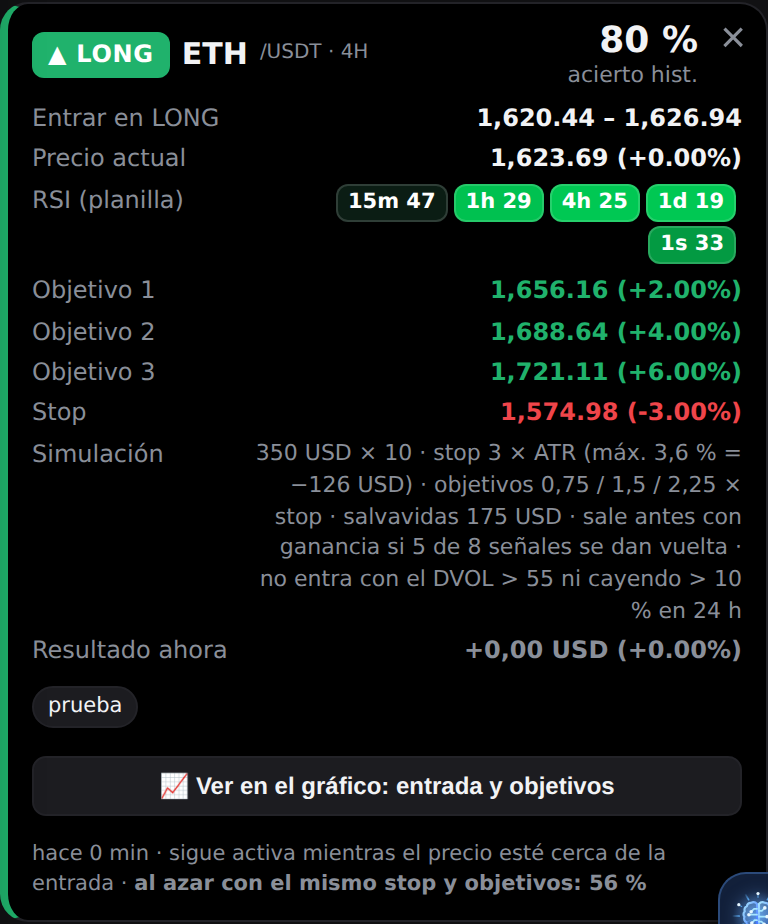 ▲ LONG ETH /USDT · 4H 80 % ×
acierto hist.
Entrar en LONG 1,620.44 – 1,626.94
Precio actual 1,623.69 (+0.00%)
RSI (planilla) 15m 47 1h 29 4h 25 1d 19
1s 33
Objetivo 1 1,656.16 (+2.00%)
Objetivo 2 1,688.64 (+4.00%)
Objetivo 3 1,721.11 (+6.00%)
Stop 1,574.98 (-3.00%)
Simulación 350 USD × 10 · stop 3 × ATR (máx. 3,6 % =
−126 USD) · objetivos 0,75 / 1,5 / 2,25 ×
stop · salvavidas 175 USD · sale antes con
ganancia si 5 de 8 señales se dan vuelta ·
no entra con el DVOL > 55 ni cayendo > 10
% en 24 h
Resultado ahora +0,00 USD (+0.00%)
prueba
📈 Ver en el gráfico: entrada y objetivos
hace 0 min · sigue activa mientras el precio esté cerca de la
entrada · al azar con el mismo stop y objetivos: 56 %